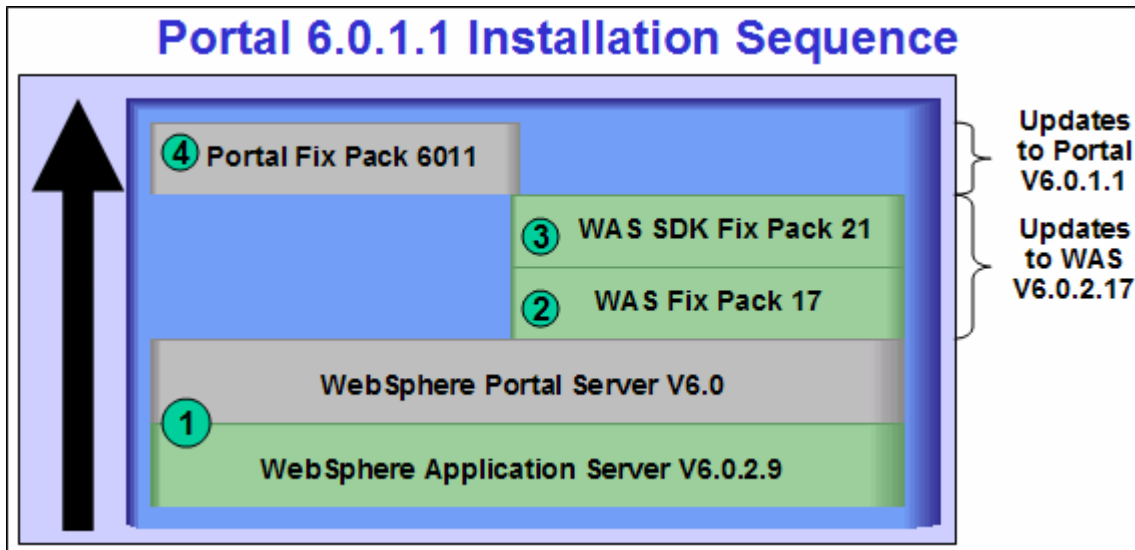 Portal 6.0.1.1 Installation Sequence
4 Portal Fix Pack 6011
3 WAS SDK Fix Pack 21
2 WAS Fix Pack 17
WebSphere Portal Server V6.0
1
WebSphere Application Server V6.0.2.9
Updates
to Portal
V6.0.1.1
Updates
to WAS
V6.0.2.17